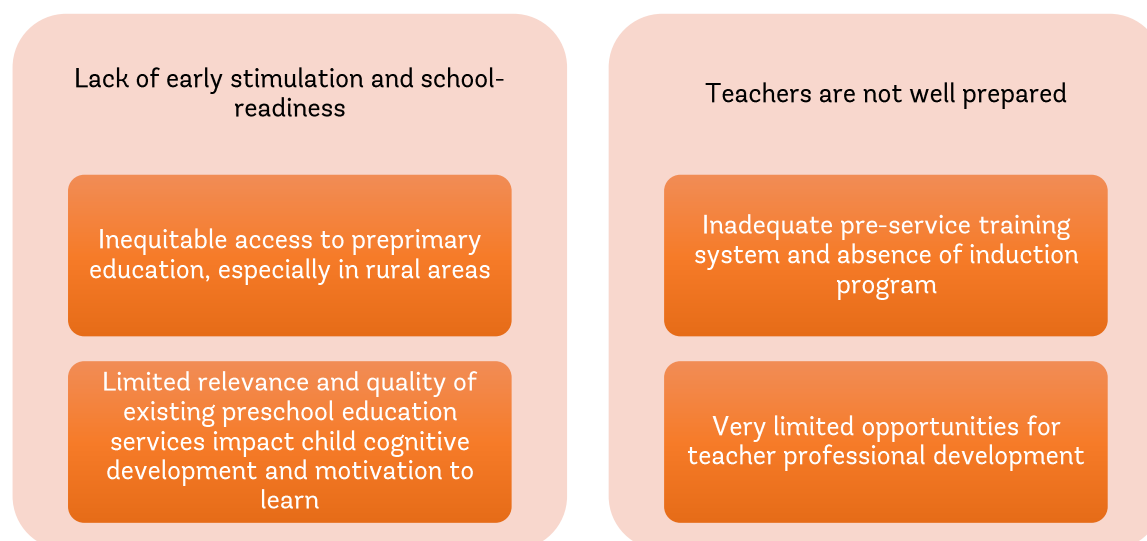 Lack of early stimulation and school-
readiness
Inequitable access to preprimary
education, especially in rural areas
Limited relevance and quality of
existing preschool education
services impact child cognitive
development and motivation to
learn
Teachers are not well prepared
Inadequate pre-service training
system and absence of induction
program
Very limited opportunities for
teacher professional development